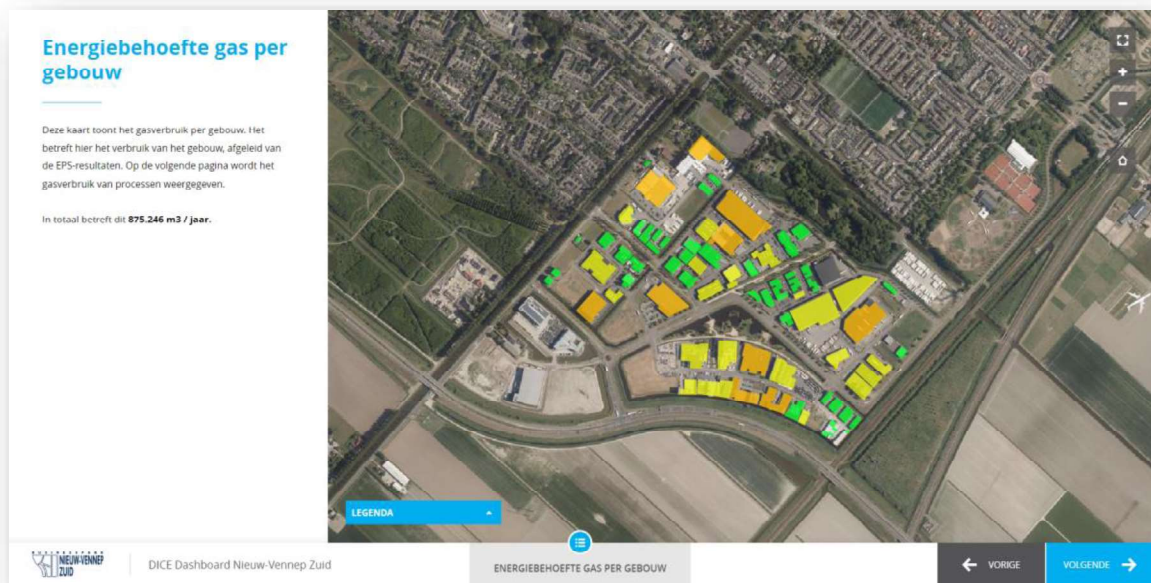 Energiebehoefte gas per
gebouw
Deze kaart toont het gasverbruik per gebouw. Het
betreft hier het verbruik van het gebouw, afgeleid van
de EPS-resultaten. Op de volgende pagina wordt het
gasverbruik van processen weergegeven.
In totaal betreft dit 875.246 m3 / jaar.
LEGENDA
NIEUW-VENNEP
ZUID
DICE Dashboard Nieuw-Vennep Zuid
ENERGIEBEHOEFTE GAS PER GEBOUW
VORIGE
VOLGENDE